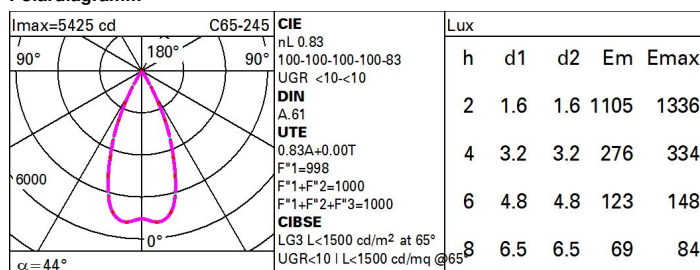 Imax=5425 cd C65-245
90° 180° 90°
6000
0°
α=44°
CIE
nL 0.83
100-100-100-100-83
UGR <10-<10
DIN
A.61
UTE
0.83A+0.00T
F"1=998
F"1+F"2=1000
F"1+F"2+F"3=1000
CIBSE
LG3 L<1500 cd/m² at 65°
UGR<10 | L<1500 cd/mq @65°
Lux
h d1 d2 Em Emax
2 1.6 1.6 1105 1336
4 3.2 3.2 276 334
6 4.8 4.8 123 148
8 6.5 6.5 69 84